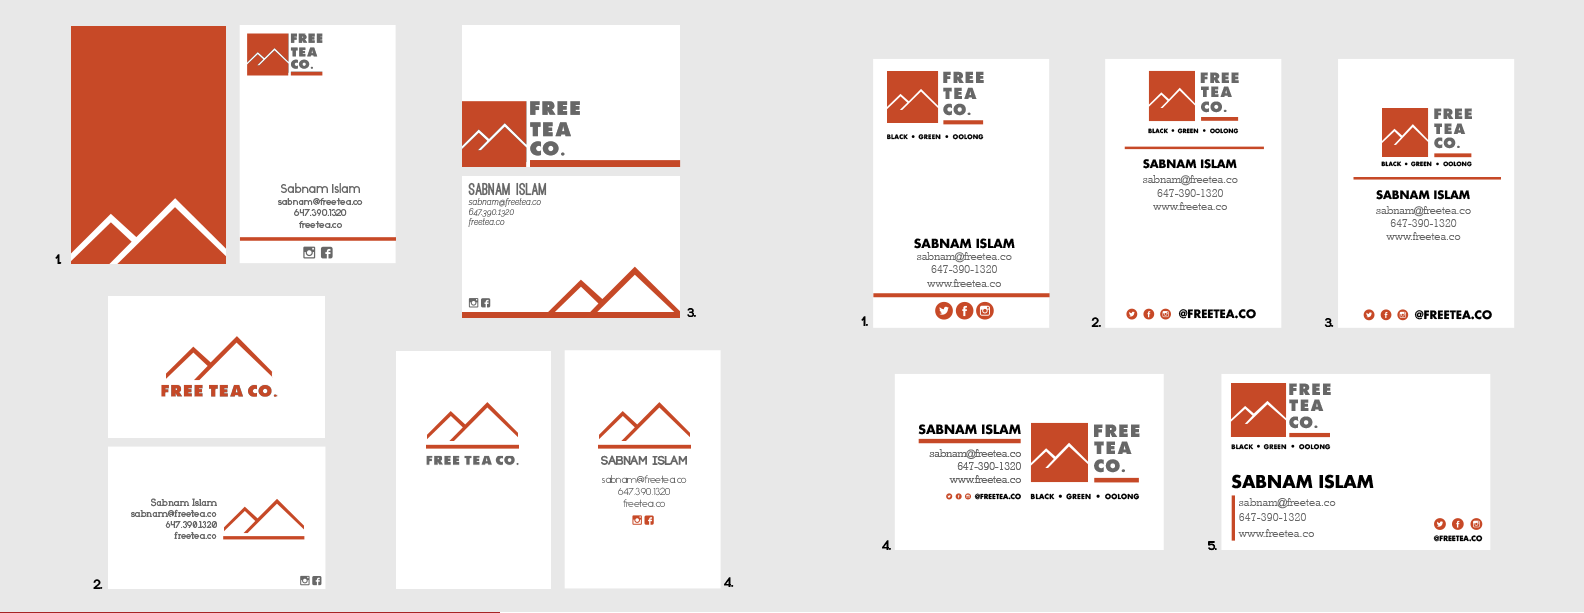 FREE
TEA
CO.
Sabnam Islam
sabnam@freetea.co
647.390.1320
freetea.co
1.
FREE
TEA
CO.
SABNAM ISLAM
sabnam@freetea.co
647.390.1320
freetea.co
3.
FREE TEA CO.
Sabnam Islam
sabnam@freetea.co
647.390.1320
freetea.co
2.
FREE TEA CO.
SABNAM ISLAM
sabnam@freetea.co
647.390.1320
freetea.co
4.
FREE
TEA
CO.
BLACK • GREEN • OOLONG
SABNAM ISLAM
sabnam@freetea.co
647-390-1320
www.freetea.co
1.
FREE
TEA
CO.
BLACK • GREEN • OOLONG
SABNAM ISLAM
sabnam@freetea.co
647-390-1320
www.freetea.co
@FREETEA.CO
2.
FREE
TEA
CO.
BLACK • GREEN • OOLONG
SABNAM ISLAM
sabnam@freetea.co
647-390-1320
www.freetea.co
@FREETEA.CO
3.
SABNAM ISLAM
sabnam@freetea.co
647-390-1320
www.freetea.co
@FREETEA.CO
FREE
TEA
CO.
BLACK • GREEN • OOLONG
4.
FREE
TEA
CO.
BLACK • GREEN • OOLONG
SABNAM ISLAM
sabnam@freetea.co
647-390-1320
www.freetea.co
@FREETEA.CO
5.